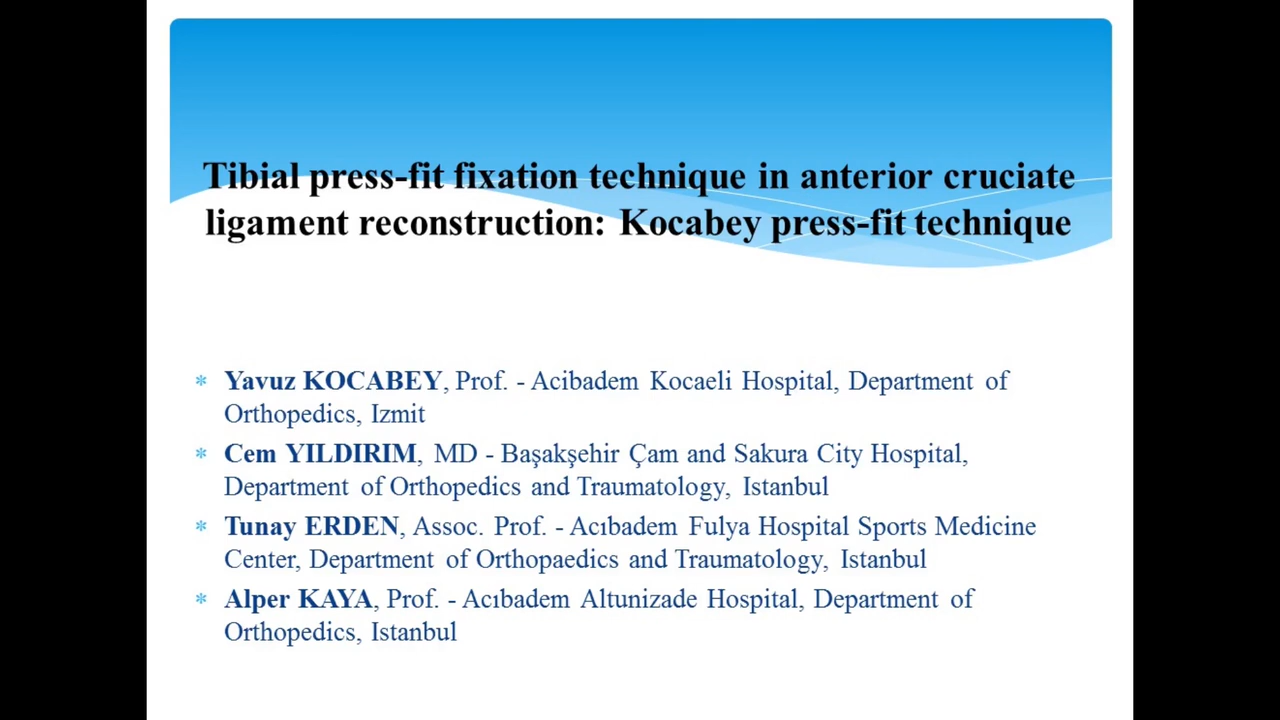 Tibial press-fit fixation technique in anterior cruciate
ligament reconstruction: Kocabey press-fit technique
* Yavuz KOCABEY, Prof. - Acibadem Kocaeli Hospital, Department of
Orthopedics, Izmit
* Cem YILDIRIM, MD - Başakşehir Çam and Sakura City Hospital,
Department of Orthopedics and Traumatology, Istanbul
* Tunay ERDEN, Assoc. Prof. - Acıbadem Fulya Hospital Sports Medicine
Center, Department of Orthopaedics and Traumatology, Istanbul
* Alper KAYA, Prof. - Acıbadem Altunizade Hospital, Department of
Orthopedics, Istanbul